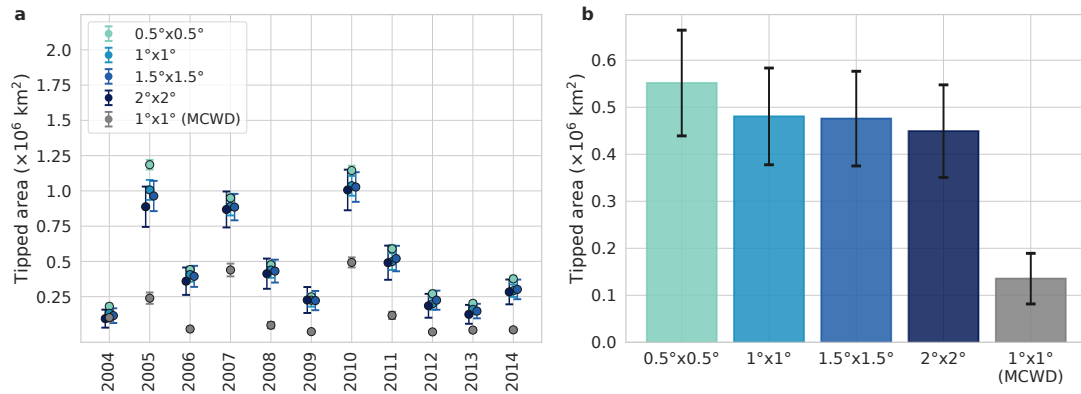 a
Tipped area (×10⁶ km²)
2.0
1.75
1.50
1.25
1.0
0.75
0.5
0.25
0.5°x0.5°
1°x1°
1.5°x1.5°
2°x2°
1°x1° (MCWD)
2004
2005
2006
2007
2008
2009
2010
2011
2012
2013
2014
b
Tipped area (×10⁶ km²)
0.6
0.5
0.4
0.3
0.2
0.1
0.0
0.5°x0.5°
1°x1°
1.5°x1.5°
2°x2°
1°x1°
(MCWD)